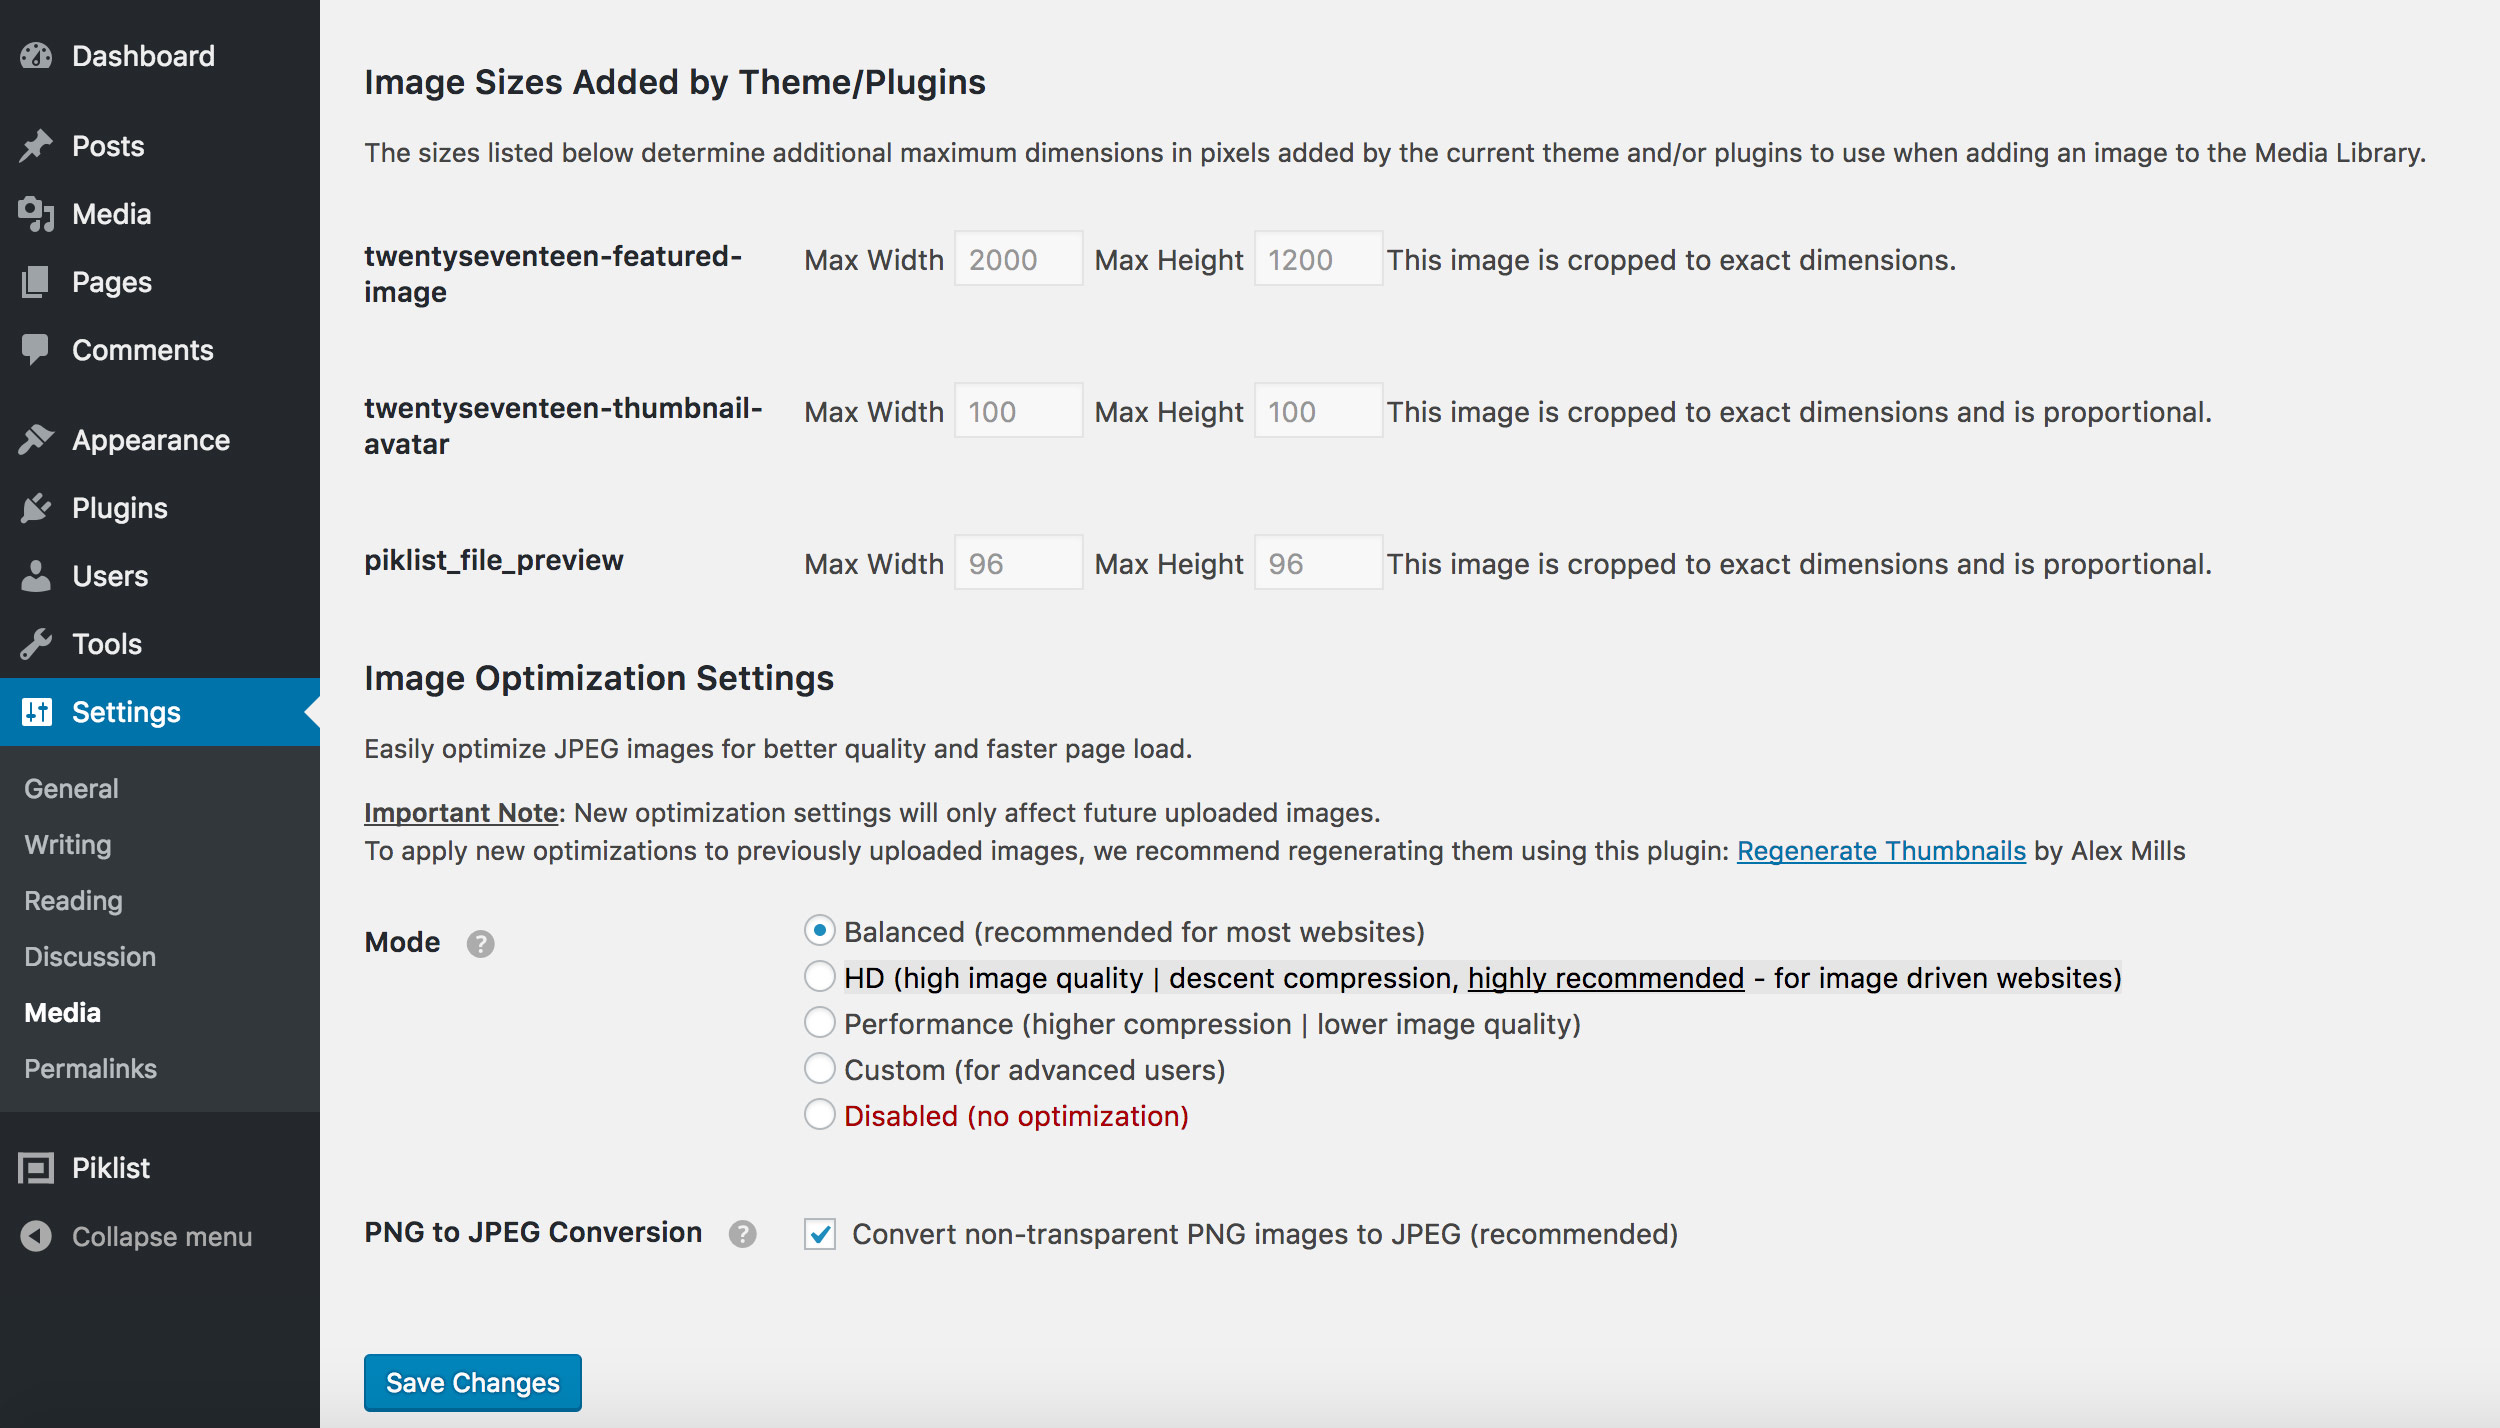 Dashboard
Posts
Media
Pages
Comments
Appearance
Plugins
Users
Tools
Settings
General
Writing
Reading
Discussion
Media
Permalinks
Piklist
Collapse menu
Image Sizes Added by Theme/Plugins
The sizes listed below determine additional maximum dimensions in pixels added by the current theme and/or plugins to use when adding an image to the Media Library.
twentyseventeen-featured-
image
Max Width 2000 Max Height 1200 This image is cropped to exact dimensions.
twentyseventeen-thumbnail-
avatar
Max Width 100 Max Height 100 This image is cropped to exact dimensions and is proportional.
piklist_file_preview
Max Width 96 Max Height 96 This image is cropped to exact dimensions and is proportional.
Image Optimization Settings
Easily optimize JPEG images for better quality and faster page load.
Important Note: New optimization settings will only affect future uploaded images.
To apply new optimizations to previously uploaded images, we recommend regenerating them using this plugin: Regenerate Thumbnails by Alex Mills
Mode ?
Balanced (recommended for most websites)
HD (high image quality | descent compression, highly recommended - for image driven websites)
Performance (higher compression | lower image quality)
Custom (for advanced users)
Disabled (no optimization)
PNG to JPEG Conversion ?
Convert non-transparent PNG images to JPEG (recommended)
Save Changes